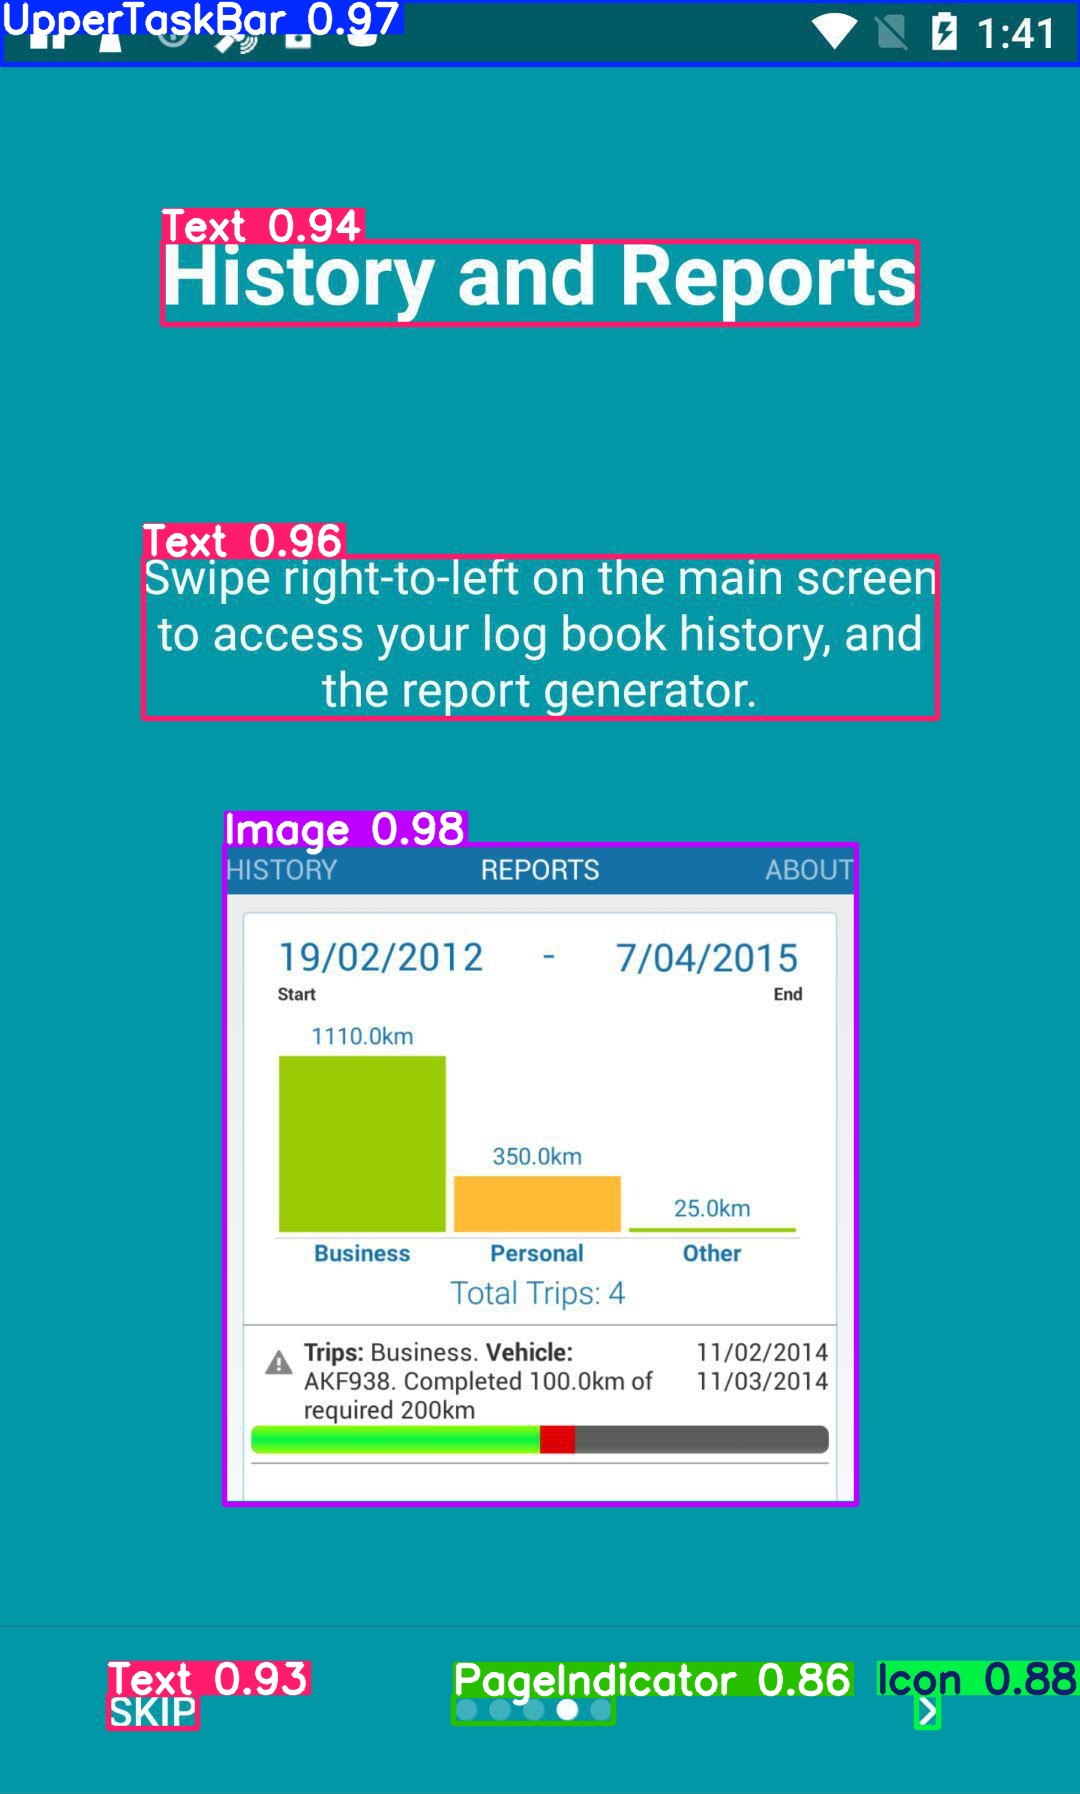 UpperTaskBar 0.97
1:41
Text 0.94
History and Reports
Text 0.96
Swipe right-to-left on the main screen
to access your log book history, and
the report generator.
Image 0.98
HISTORY REPORTS ABOUT
19/02/2012 - 7/04/2015
Start End
1110.0km
350.0km
25.0km
Business Personal Other
Total Trips: 4
Trips: Business. Vehicle: 11/02/2014
AKF938. Completed 100.0km of 11/03/2014
required 200km
Text 0.93 PageIndicator 0.86 Icon 0.88
SKIP